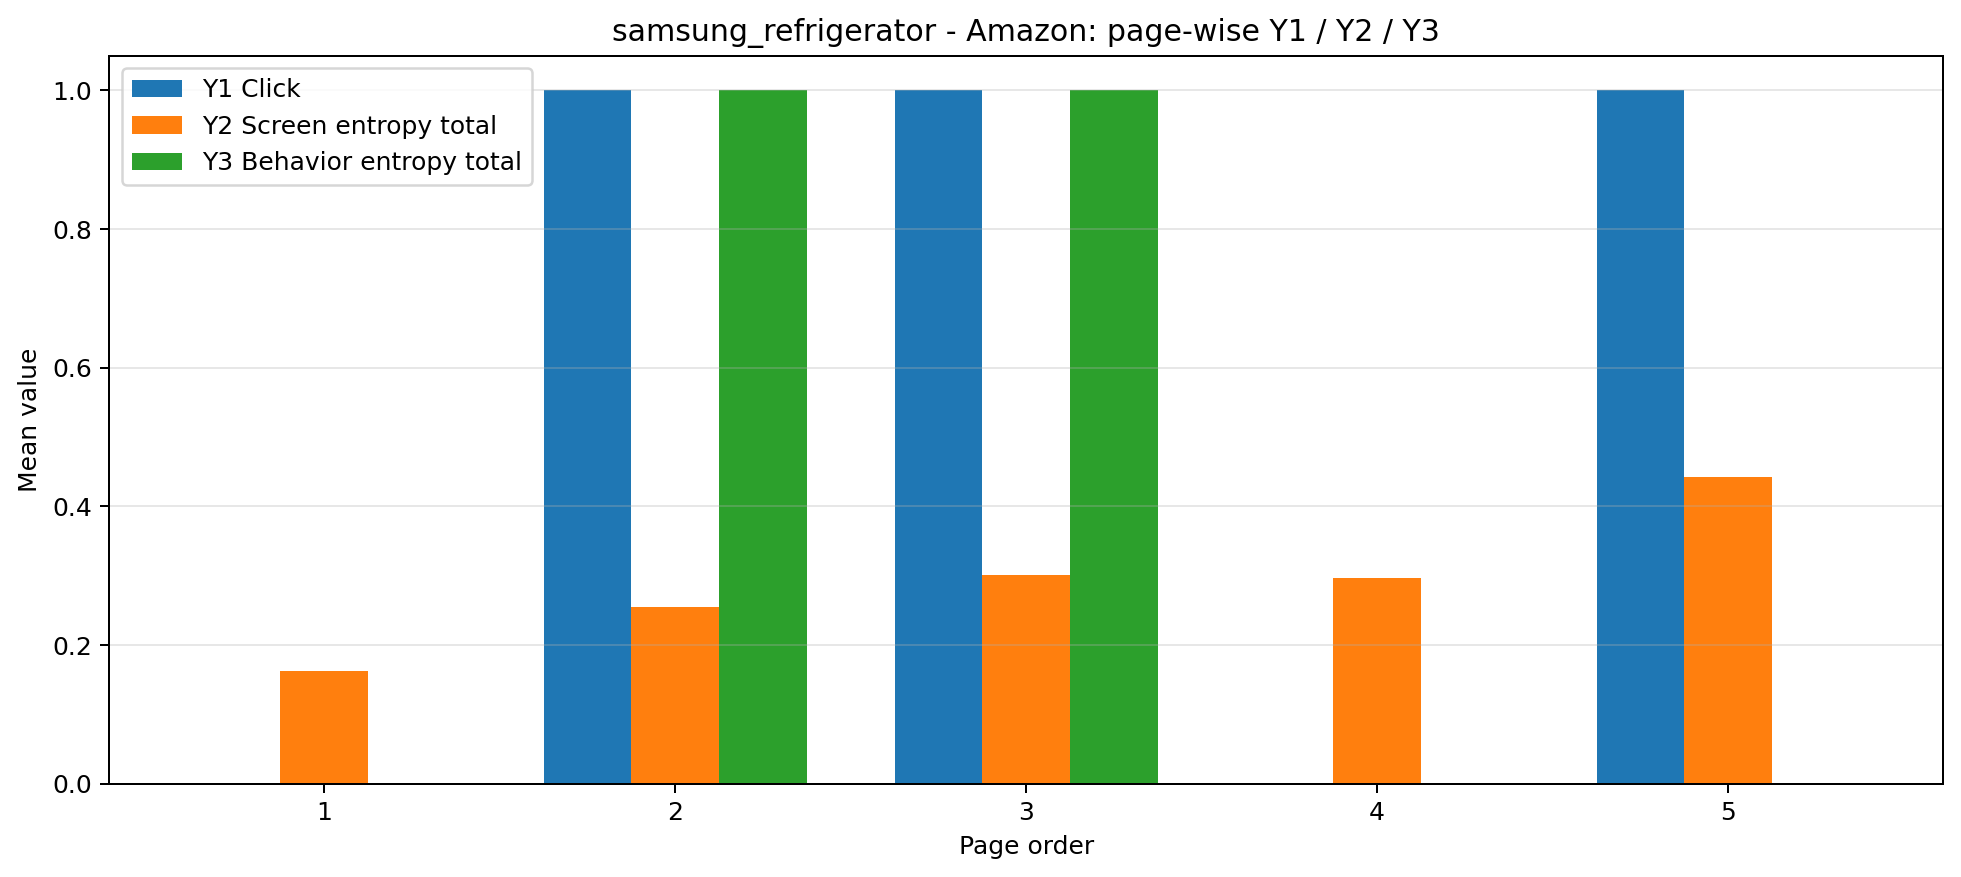 samsung_refrigerator - Amazon: page-wise Y1 / Y2 / Y3
Y1 Click
Y2 Screen entropy total
Y3 Behavior entropy total
Mean value
1.0
0.8
0.6
0.4
0.2
0.0
1 2 3 4 5
Page order